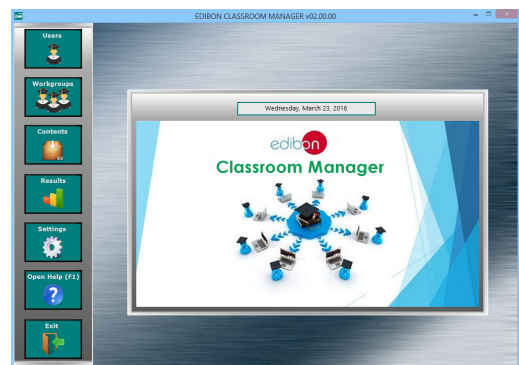 EDIBON CLASSROOM MANAGER v02.00.00
Users
Workgroups
Contents
Results
Settings
Open Help (F1)
?
Exit
Wednesday, March 23, 2016
edibon
Classroom Manager